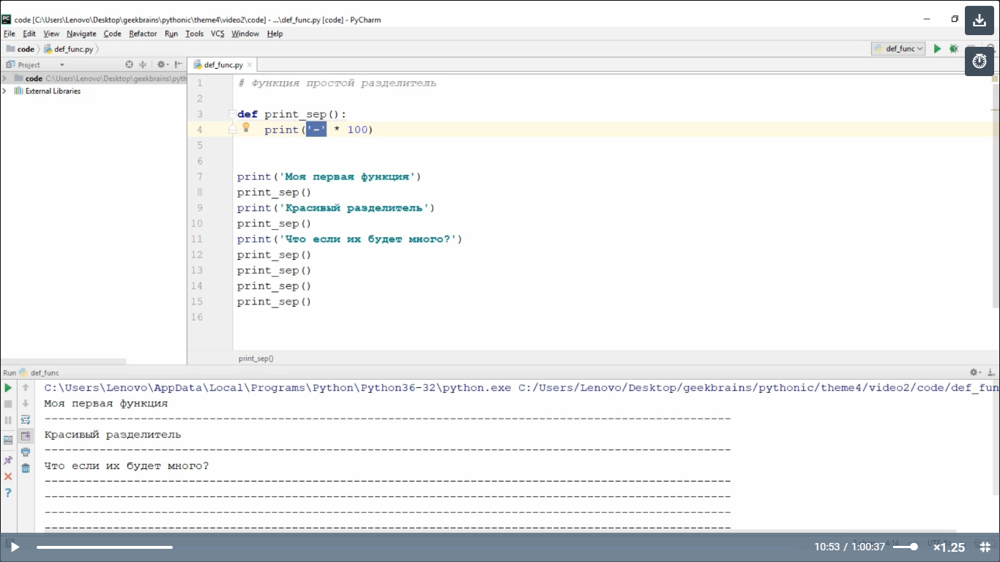 code [C:\Users\Lenovo\Desktop\geekbrains\pythonic\theme4\video2\code] - ...\def_func.py [code] - PyCharm
File Edit View Navigate Code Refactor Run Tools VCS Window Help
code def_func.py def_func
Project def_func.py
code C:\Users\Lenovo\Desktop\geekbrains\pyth
External Libraries
1 # Функция простой разделитель
2
3 def print_sep():
4 print('-' * 100)
5
6
7 print('Моя первая функция')
8 print_sep()
9 print('Красивый разделитель')
10 print_sep()
11 print('Что если их будет много?')
12 print_sep()
13 print_sep()
14 print_sep()
15 print_sep()
16
print_sep()
Run def_func
C:\Users\Lenovo\AppData\Local\Programs\Python\Python36-32\python.exe C:/Users/Lenovo/Desktop/geekbrains/pythonic/theme4/video2/code/def_fun
Моя первая функция
----------------------------------------------------------------------------------------------------
Красивый разделитель
----------------------------------------------------------------------------------------------------
Что если их будет много?
----------------------------------------------------------------------------------------------------
----------------------------------------------------------------------------------------------------
----------------------------------------------------------------------------------------------------
----------------------------------------------------------------------------------------------------
10:53 / 1:00:37 ×1.25